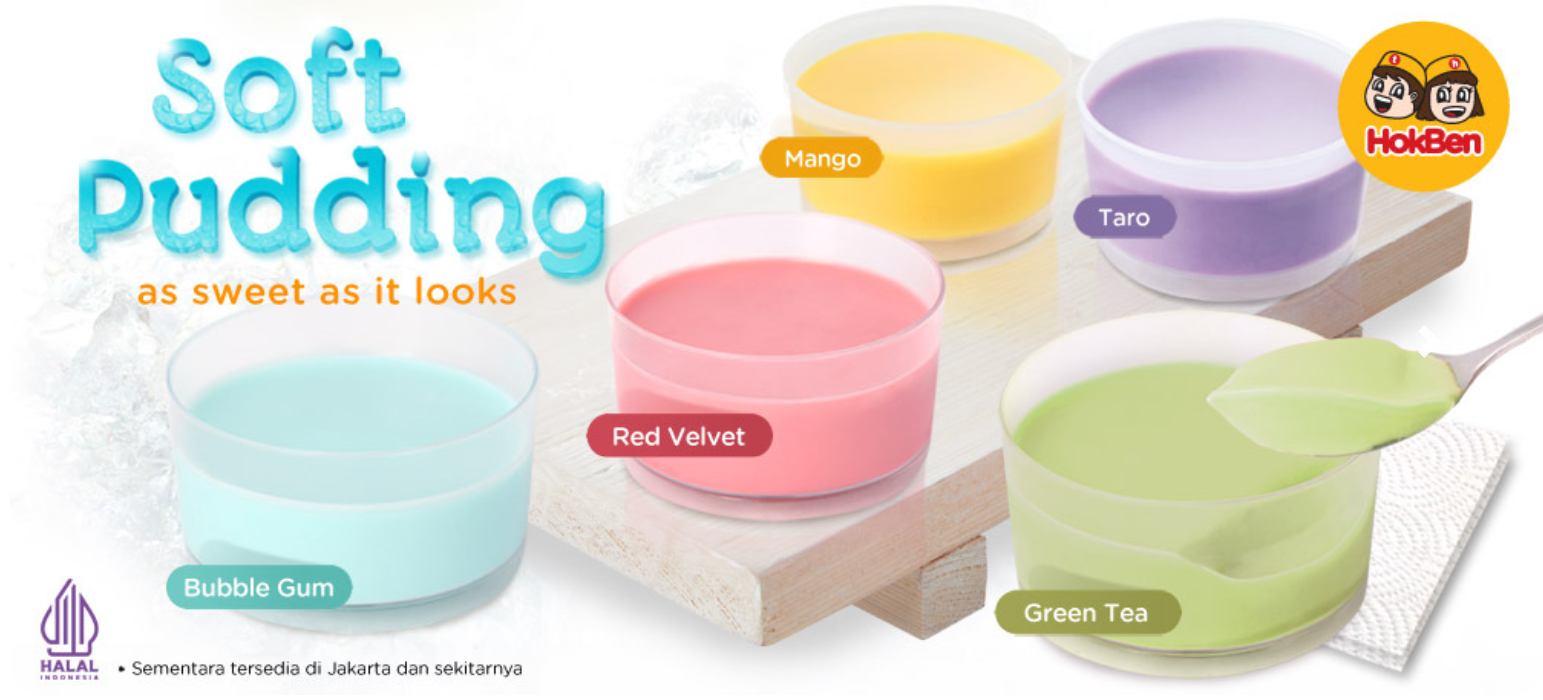 Soft
Pudding
as sweet as it looks
Mango
Taro
t h
HokBen
Red Velvet
Bubble Gum
Green Tea
HALAL
INDONESIA
• Sementara tersedia di Jakarta dan sekitarnya